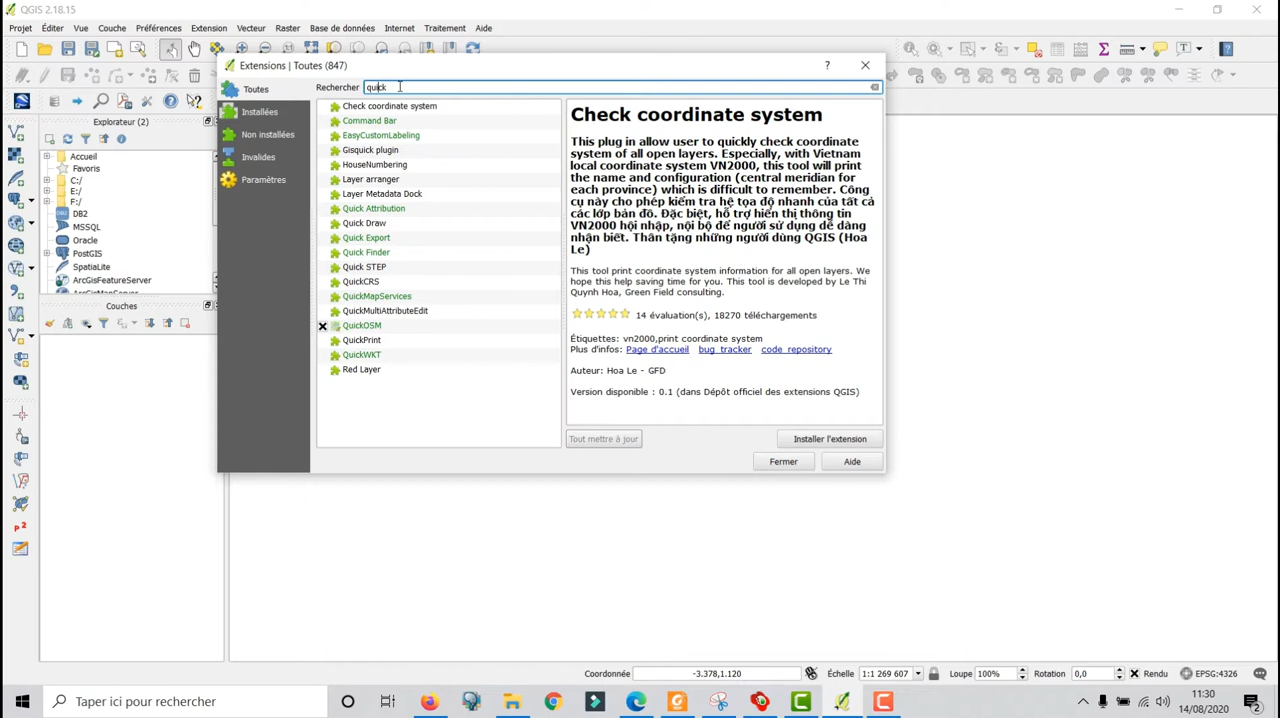 QGIS 2.18.15
Projet Éditer Vue Couche Préférences Extension Vecteur Raster Base de données Internet Traitement Aide
Extensions | Toutes (847)
Toutes
Installées
Non installées
Invalides
Paramètres
Rechercher quick
Check coordinate system
Command Bar
EasyCustomLabeling
Gisquick plugin
HouseNumbering
Layer arranger
Layer Metadata Dock
Quick Attribution
Quick Draw
Quick Export
Quick Finder
Quick STEP
QuickCRS
QuickMapServices
QuickMultiAttributeEdit
QuickOSM
QuickPrint
QuickWKT
Red Layer
Check coordinate system
This plug in allow user to quickly check coordinate
system of all open layers. Especially, with Vietnam
local coordinate system VN2000, this tool will print
the name and configuration (central meridian for
each province) which is difficult to remember. Công
cụ này cho phép kiểm tra hệ tọa độ nhanh của tất cả
các lớp bản đồ. Đặc biệt, hỗ trợ hiển thị thông tin
VN2000 hội nhập, nội bộ để người sử dụng dễ dàng
nhận biết. Thân tặng những người dùng QGIS (Hoa
Le)
This tool print coordinate system information for all open layers. We
hope this help saving time for you. This tool is developed by Le Thi
Quynh Hoa, Green Field consulting.
14 évaluation(s), 18270 téléchargements
Étiquettes: vn2000,print coordinate system
Plus d'infos: Page d'accueil bug tracker code repository
Auteur: Hoa Le - GFD
Version disponible : 0.1 (dans Dépôt officiel des extensions QGIS)
Tout mettre à jour
Installer l'extension
Fermer
Aide
Explorateur (2)
Accueil
Favoris
C:/
E:/
F:/
DB2
MSSQL
Oracle
PostGIS
SpatiaLite
ArcGisFeatureServer
ArcGisMapServer
Couches
Coordonnée -3.378,1.120 Échelle 1:1 269 607 Loupe 100% Rotation 0,0 Rendu EPSG:4326
Taper ici pour rechercher
11:30
14/08/2020
2